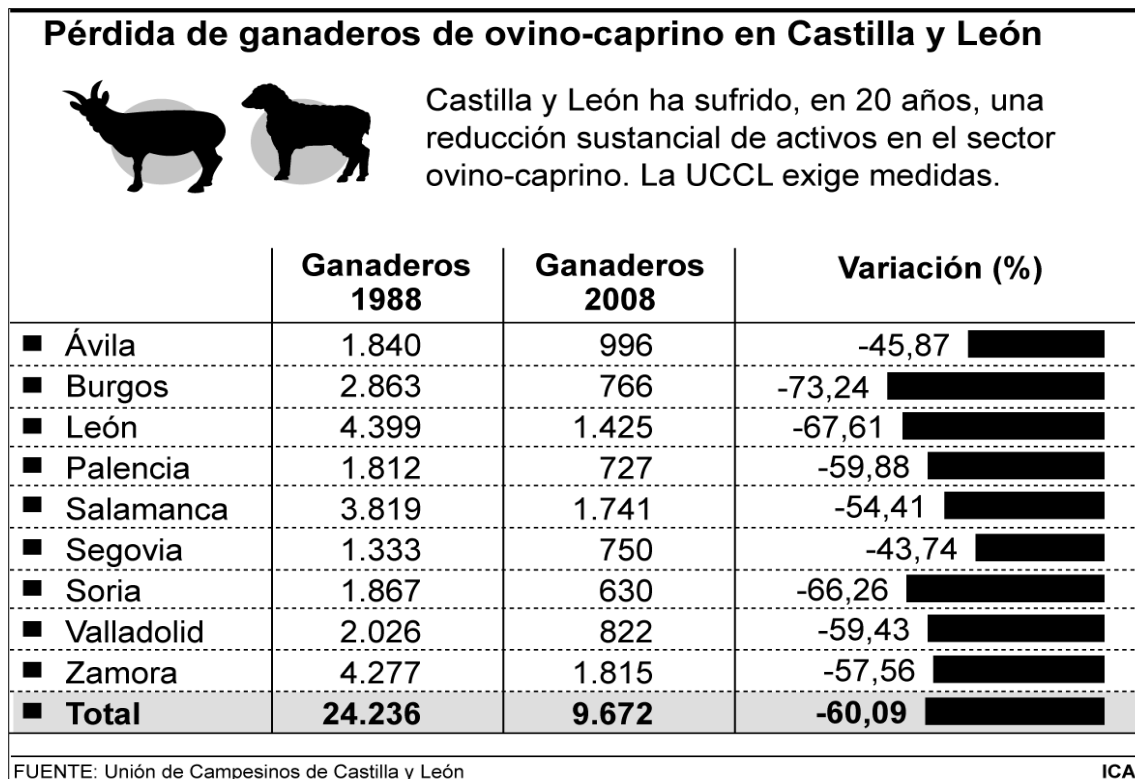 Pérdida de ganaderos de ovino-caprino en Castilla y León
Castilla y León ha sufrido, en 20 años, una
reducción sustancial de activos en el sector
ovino-caprino. La UCCL exige medidas.
Ganaderos 1988 Ganaderos 2008 Variación (%)
Ávila 1.840 996 -45,87
Burgos 2.863 766 -73,24
León 4.399 1.425 -67,61
Palencia 1.812 727 -59,88
Salamanca 3.819 1.741 -54,41
Segovia 1.333 750 -43,74
Soria 1.867 630 -66,26
Valladolid 2.026 822 -59,43
Zamora 4.277 1.815 -57,56
Total 24.236 9.672 -60,09
FUENTE: Unión de Campesinos de Castilla y León ICA